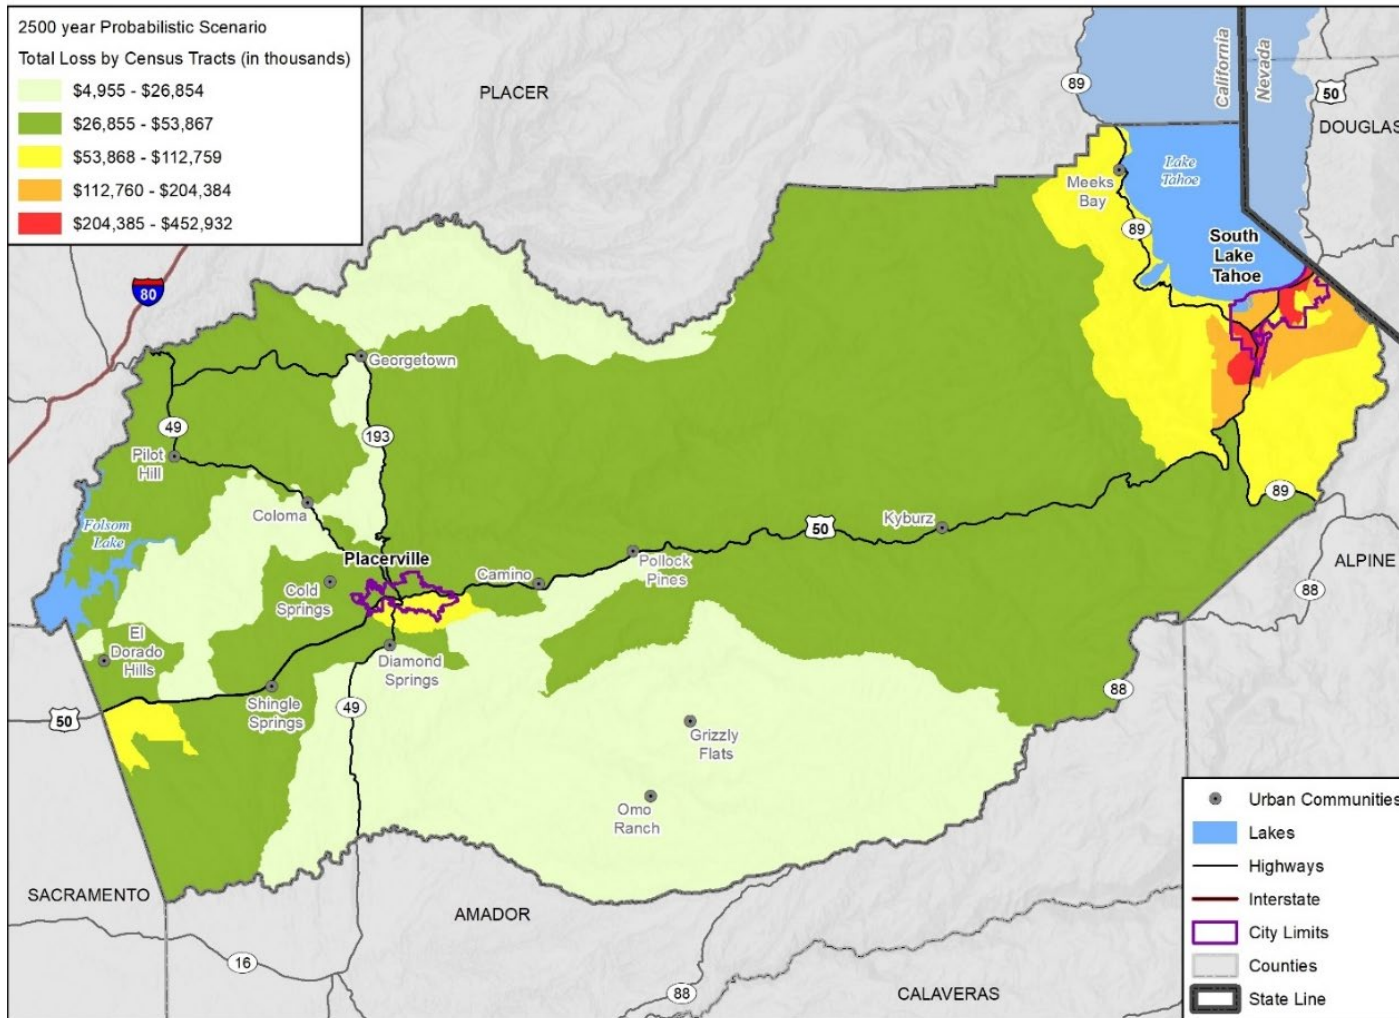 2500 year Probabilistic Scenario
Total Loss by Census Tracts (in thousands)
$4,955 - $26,854
$26,855 - $53,867
$53,868 - $112,759
$112,760 - $204,384
$204,385 - $452,932
PLACER
89
California
Nevada
50
DOUGLAS
Lake
Tahoe
Meeks
Bay
89
South
Lake
Tahoe
80
Georgetown
49
193
Pilot
Hill
Coloma
Folsom
Lake
Placerville
Cold
Springs
Camino
Pollock
Pines
50
Kyburz
89
ALPINE
88
El
Dorado
Hills
Diamond
Springs
Shingle
Springs
50
49
88
Grizzly
Flats
Omo
Ranch
SACRAMENTO
AMADOR
16
88
CALAVERAS
Urban Communities
Lakes
Highways
Interstate
City Limits
Counties
State Line